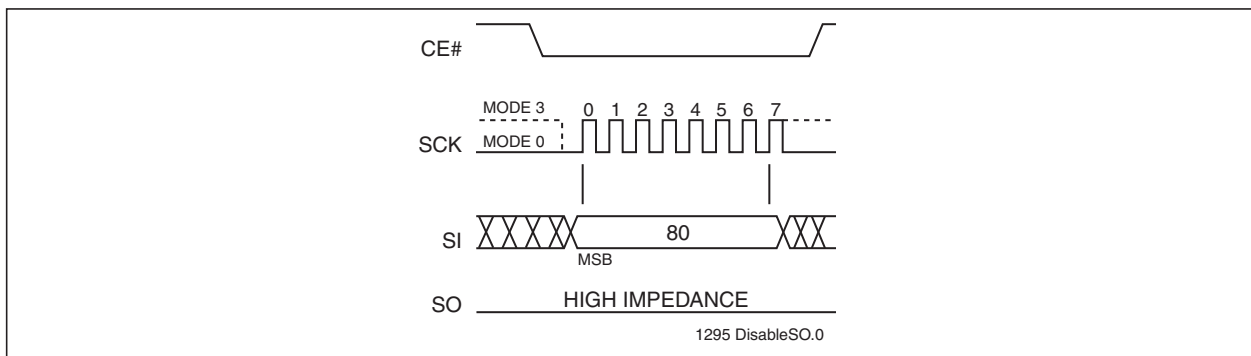 CE#
MODE 3
0 1 2 3 4 5 6 7
SCK
MODE 0
SI
80
MSB
SO
HIGH IMPEDANCE
1295 DisableSO.0